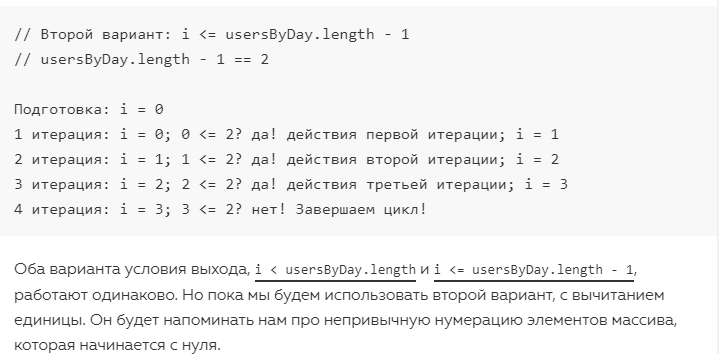 // Второй вариант: i <= usersByDay.length - 1
// usersByDay.length - 1 == 2
Подготовка: i = 0
1 итерация: i = 0; 0 <= 2? да! действия первой итерации; i = 1
2 итерация: i = 1; 1 <= 2? да! действия второй итерации; i = 2
3 итерация: i = 2; 2 <= 2? да! действия третьей итерации; i = 3
4 итерация: i = 3; 3 <= 2? нет! Завершаем цикл!
Оба варианта условия выхода, i < usersByDay.length и i <= usersByDay.length - 1,
работают одинаково. Но пока мы будем использовать второй вариант, с вычитанием
единицы. Он будет напоминать нам про непривычную нумерацию элементов массива,
которая начинается с нуля.